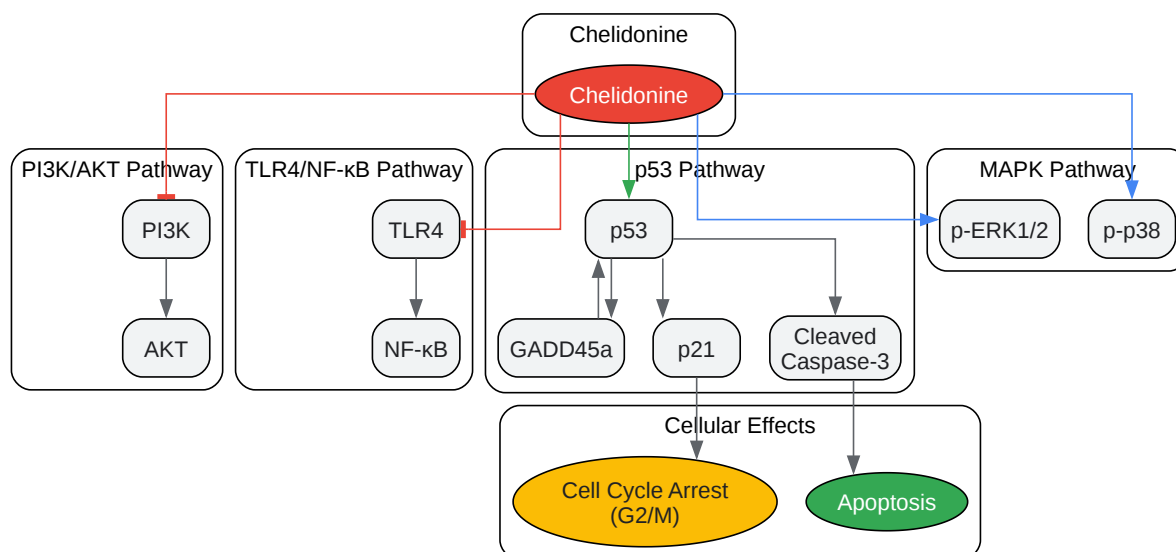 Chelidonine
Chelidonine
PI3K/AKT Pathway
TLR4/NF-κB Pathway
p53 Pathway
MAPK Pathway
PI3K
TLR4
p53
p-ERK1/2
p-p38
AKT
NF-κB
GADD45a
p21
Cleaved
Caspase-3
Cellular Effects
Cell Cycle Arrest
(G2/M)
Apoptosis